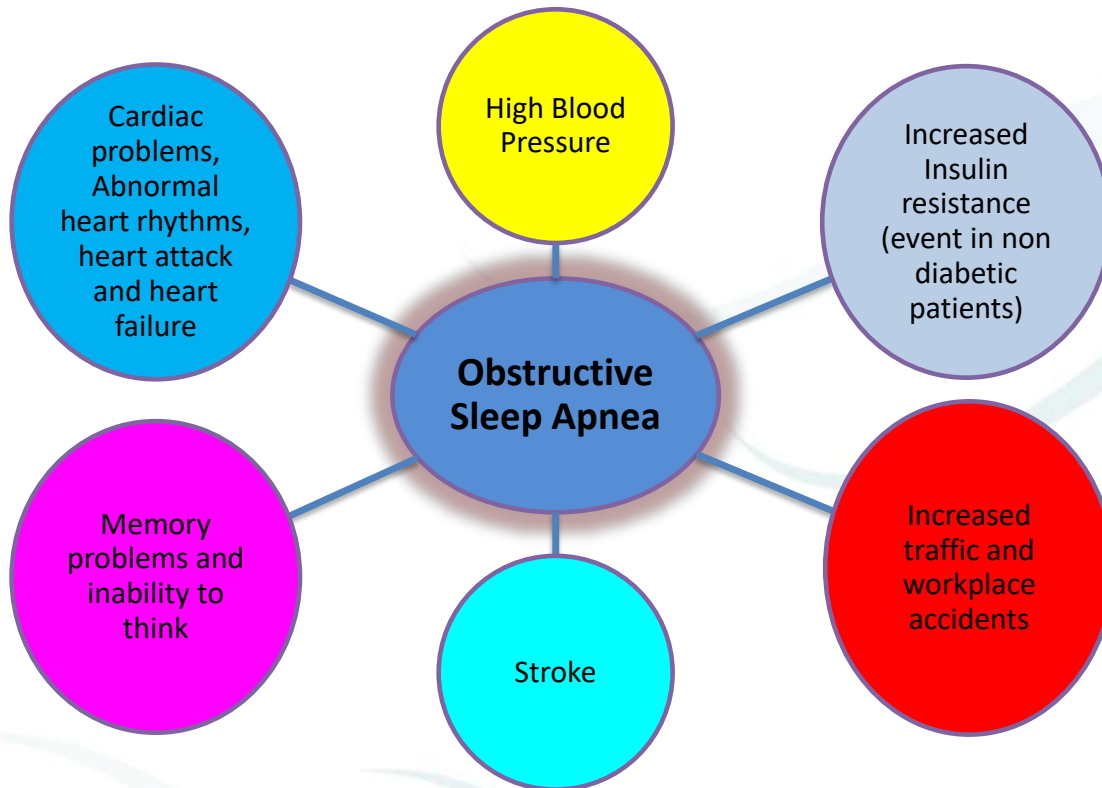 High Blood
Pressure
Cardiac
problems,
Abnormal
heart rhythms,
heart attack
and heart
failure
Increased
Insulin
resistance
(event in non
diabetic
patients)
Obstructive
Sleep Apnea
Memory
problems and
inability to
think
Increased
traffic and
workplace
accidents
Stroke